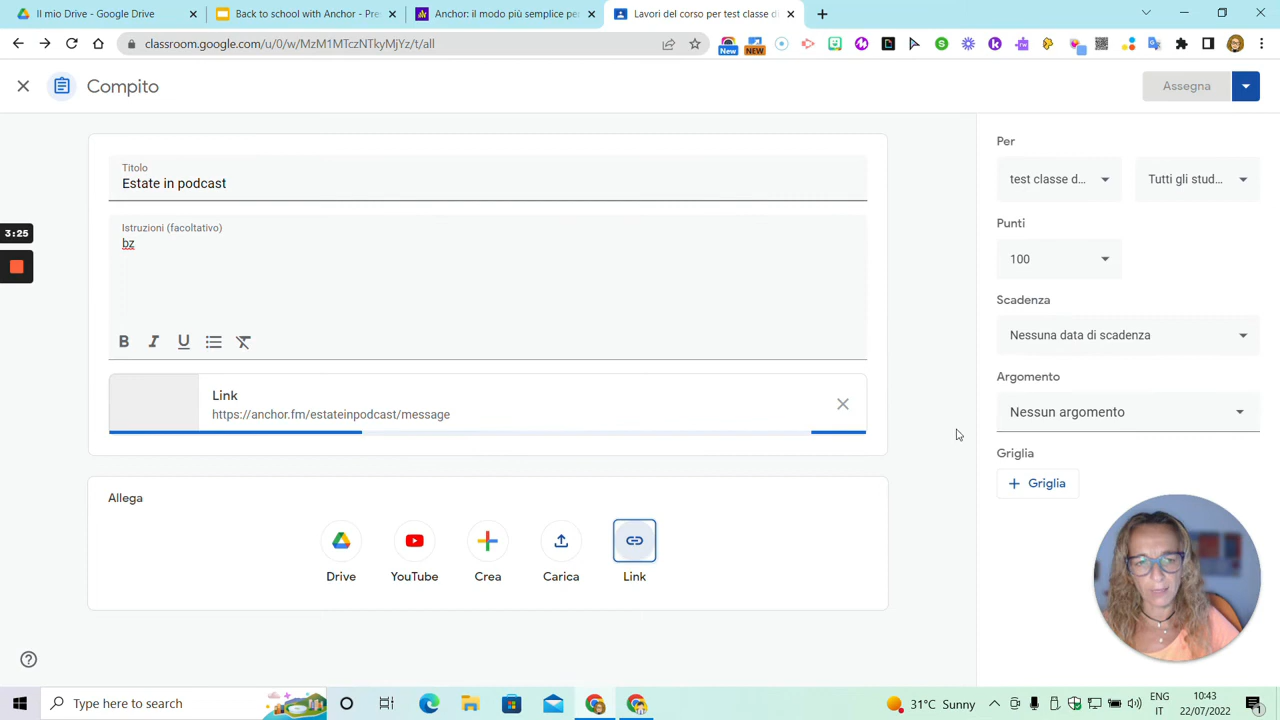 Il mio Drive - Google Drive
Back to school with Anchor - Pre
Anchor: il modo più semplice per
Lavori del corso per test classe d
classroom.google.com/u/0/w/MzM1MTczNTkyMjYz/t/all
New
NEW
Compito
Assegna
Titolo
Estate in podcast
Istruzioni (facoltativo)
bz
3:25
B I U
Link
https://anchor.fm/estateinpodcast/message
Allega
Drive
YouTube
Crea
Carica
Link
Per
test classe d...
Tutti gli stud...
Punti
100
Scadenza
Nessuna data di scadenza
Argomento
Nessun argomento
Griglia
+ Griglia
Type here to search
31°C Sunny
ENG
IT
10:43
22/07/2022
1